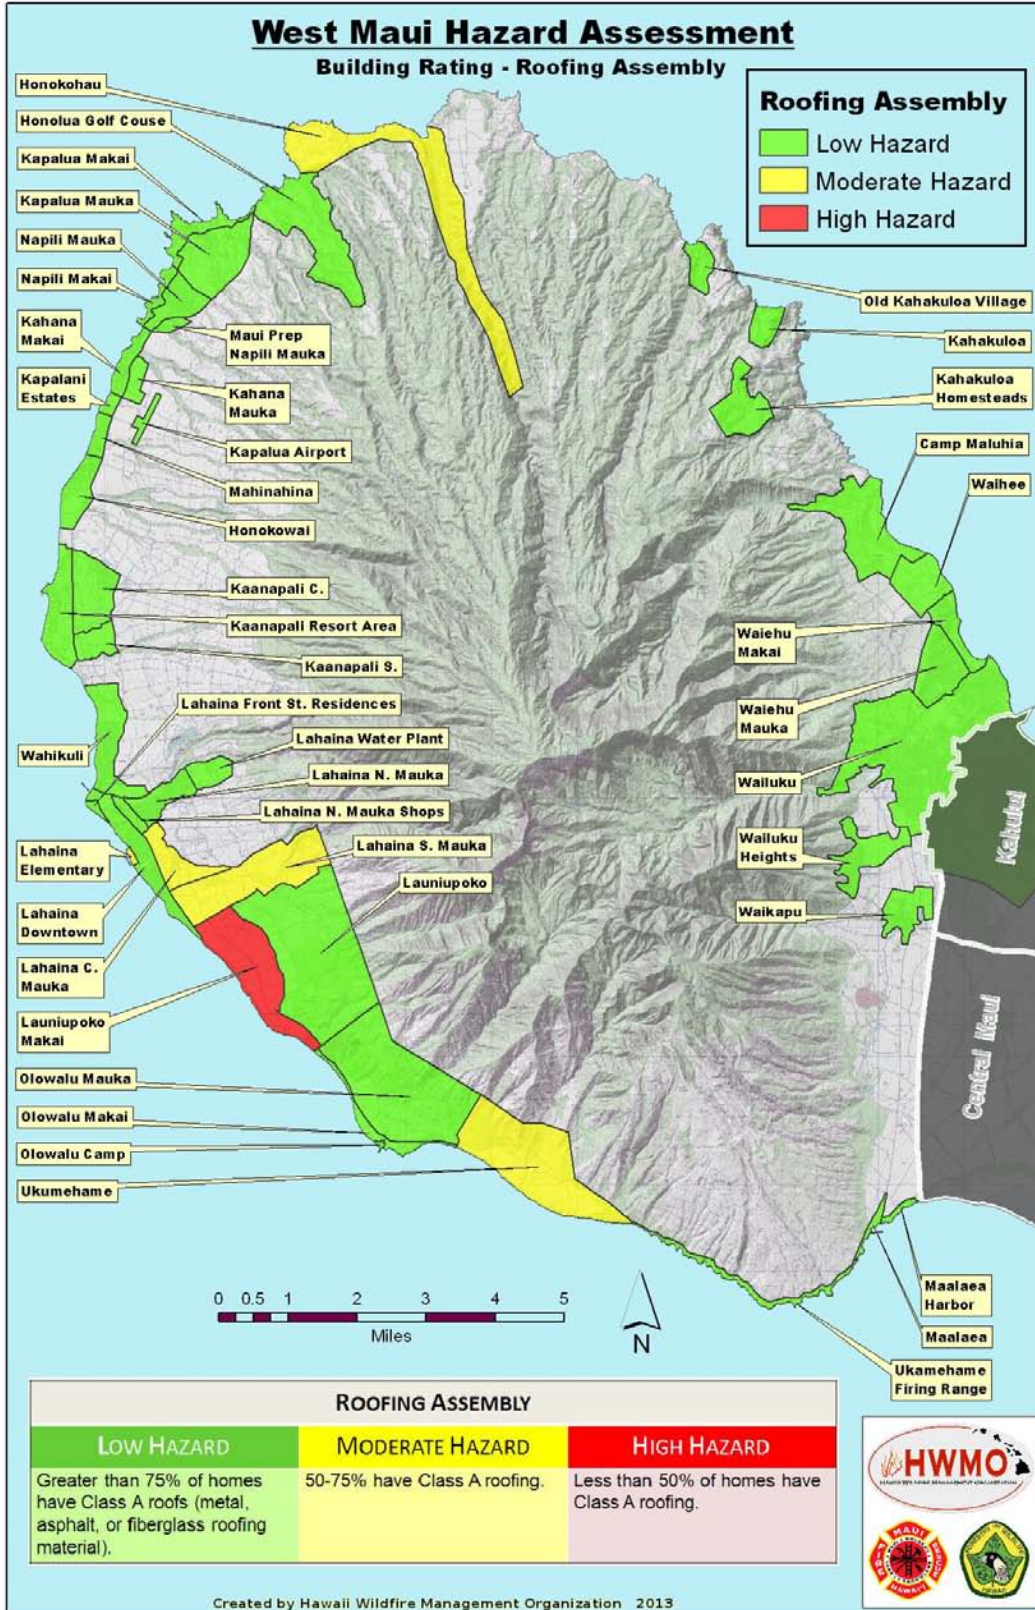 West Maui Hazard Assessment
Building Rating - Roofing Assembly
Roofing Assembly
Low Hazard
Moderate Hazard
High Hazard
Honokohau
Honolua Golf Couse
Kapalua Makai
Kapalua Mauka
Napili Mauka
Napili Makai
Kahana
Makai
Kapalani
Estates
Maui Prep
Napili Mauka
Kahana
Mauka
Kapalua Airport
Mahinahina
Honokowai
Kaanapali C.
Kaanapali Resort Area
Kaanapali S.
Lahaina Front St. Residences
Wahikuli
Lahaina Water Plant
Lahaina N. Mauka
Lahaina N. Mauka Shops
Lahaina S. Mauka
Launiupoko
Lahaina
Elementary
Lahaina
Downtown
Lahaina C.
Mauka
Launiupoko
Makai
Olowalu Mauka
Olowalu Makai
Olowalu Camp
Ukumehame
Old Kahakuloa Village
Kahakuloa
Kahakuloa
Homesteads
Camp Maluhia
Waihee
Waiehu
Makai
Waiehu
Mauka
Wailuku
Wailuku
Heights
Waikapu
Kahului
Central Maui
Maalaea
Harbor
Maalaea
Ukamehame
Firing Range
0 0.5 1 2 3 4 5
Miles
N
ROOFING ASSEMBLY
LOW HAZARD
MODERATE HAZARD
HIGH HAZARD
Greater than 75% of homes
have Class A roofs (metal,
asphalt, or fiberglass roofing
material).
50-75% have Class A roofing.
Less than 50% of homes have
Class A roofing.
HWMO
MAUI
FIRE
HAWAII
Created by Hawaii Wildfire Management Organization 2013